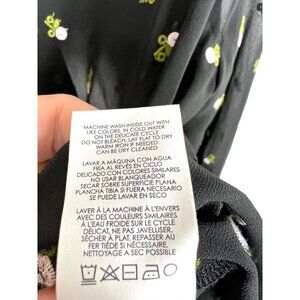 MACHINE WASH INSIDE OUT WITH
LIKE COLORS, IN COLD WATER
ON THE DELICATE CYCLE
DO NOT BLEACH, LAY FLAT TO DRY
WARM IRON IF NEEDED
CAN BE DRY CLEANED
LAVAR A MÁQUINA CON AGUA
FRÍA AL REVÉS EN CICLO
DELICADO CON COLORES SIMILARES
NO USAR BLANQUEADOR
SECAR SOBRE SUPERFICIE PLANA
PLANCHA TIBIA SI FUERA NECESARIO
SE PUEDE LIMPIAR EN SECO
LAVER À LA MACHINE À L'ENVERS
AVEC DES COULEURS SIMILAIRES
À L'EAU FROIDE SUR LE CYCLE
DÉLICAT, NE PAS JAVELLISER,
SÉCHER À PLAT, REPASSER AU
FER TIÈDE SI NÉCESSAIRE,
NETTOYAGE A SEC POSSIBLE